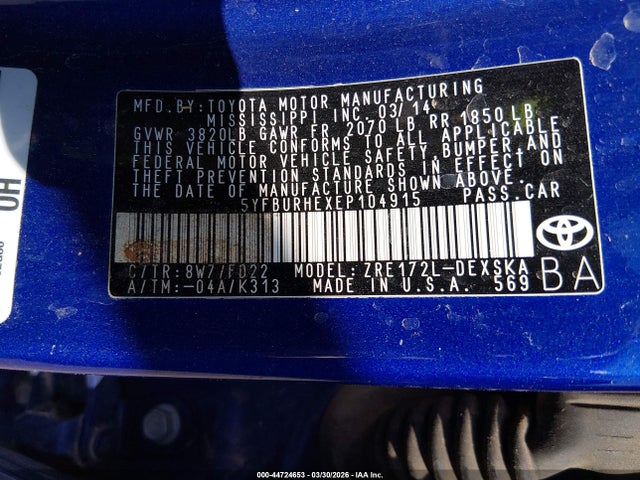 MFD.BY:TOYOTA MOTOR MANUFACTURING
MISSISSIPPI INC. 03/14
GVWR 3820LB GAWR FR 2070 LB RR 1850 LB
THIS VEHICLE CONFORMS TO ALL APPLICABLE
FEDERAL MOTOR VEHICLE SAFETY BUMPER, AND
THEFT PREVENTION STANDARDS IN EFFECT ON
THE DATE OF MANUFACTURE SHOWN ABOVE.
5YFBURHEXEP104915 PASS.CAR
C/TR:8W7/FD22 MODEL:ZRE172L-DEXSKA
A/TM:-04A/K313 MADE IN U.S.A. 569
BA
HO
000-44724653 - 03/30/2026 - IAA Inc.